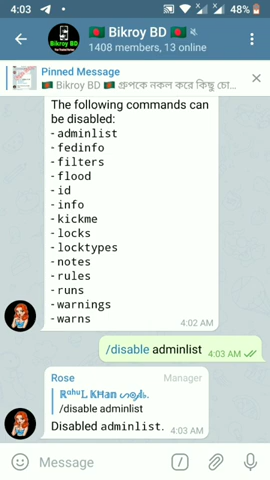 4:03
48%
Bikroy BD
1408 members, 13 online
Pinned Message
Bikroy BD গ্রুপকে নকল করে কিছু চো...
The following commands can
be disabled:
- adminlist
- fedinfo
- filters
- flood
- id
- info
- kickme
- locks
- locktypes
- notes
- rules
- runs
- warnings
- warns
4:02 AM
/disable adminlist 4:03 AM
Rose Manager
/disable adminlist
Disabled adminlist. 4:03 AM
Message